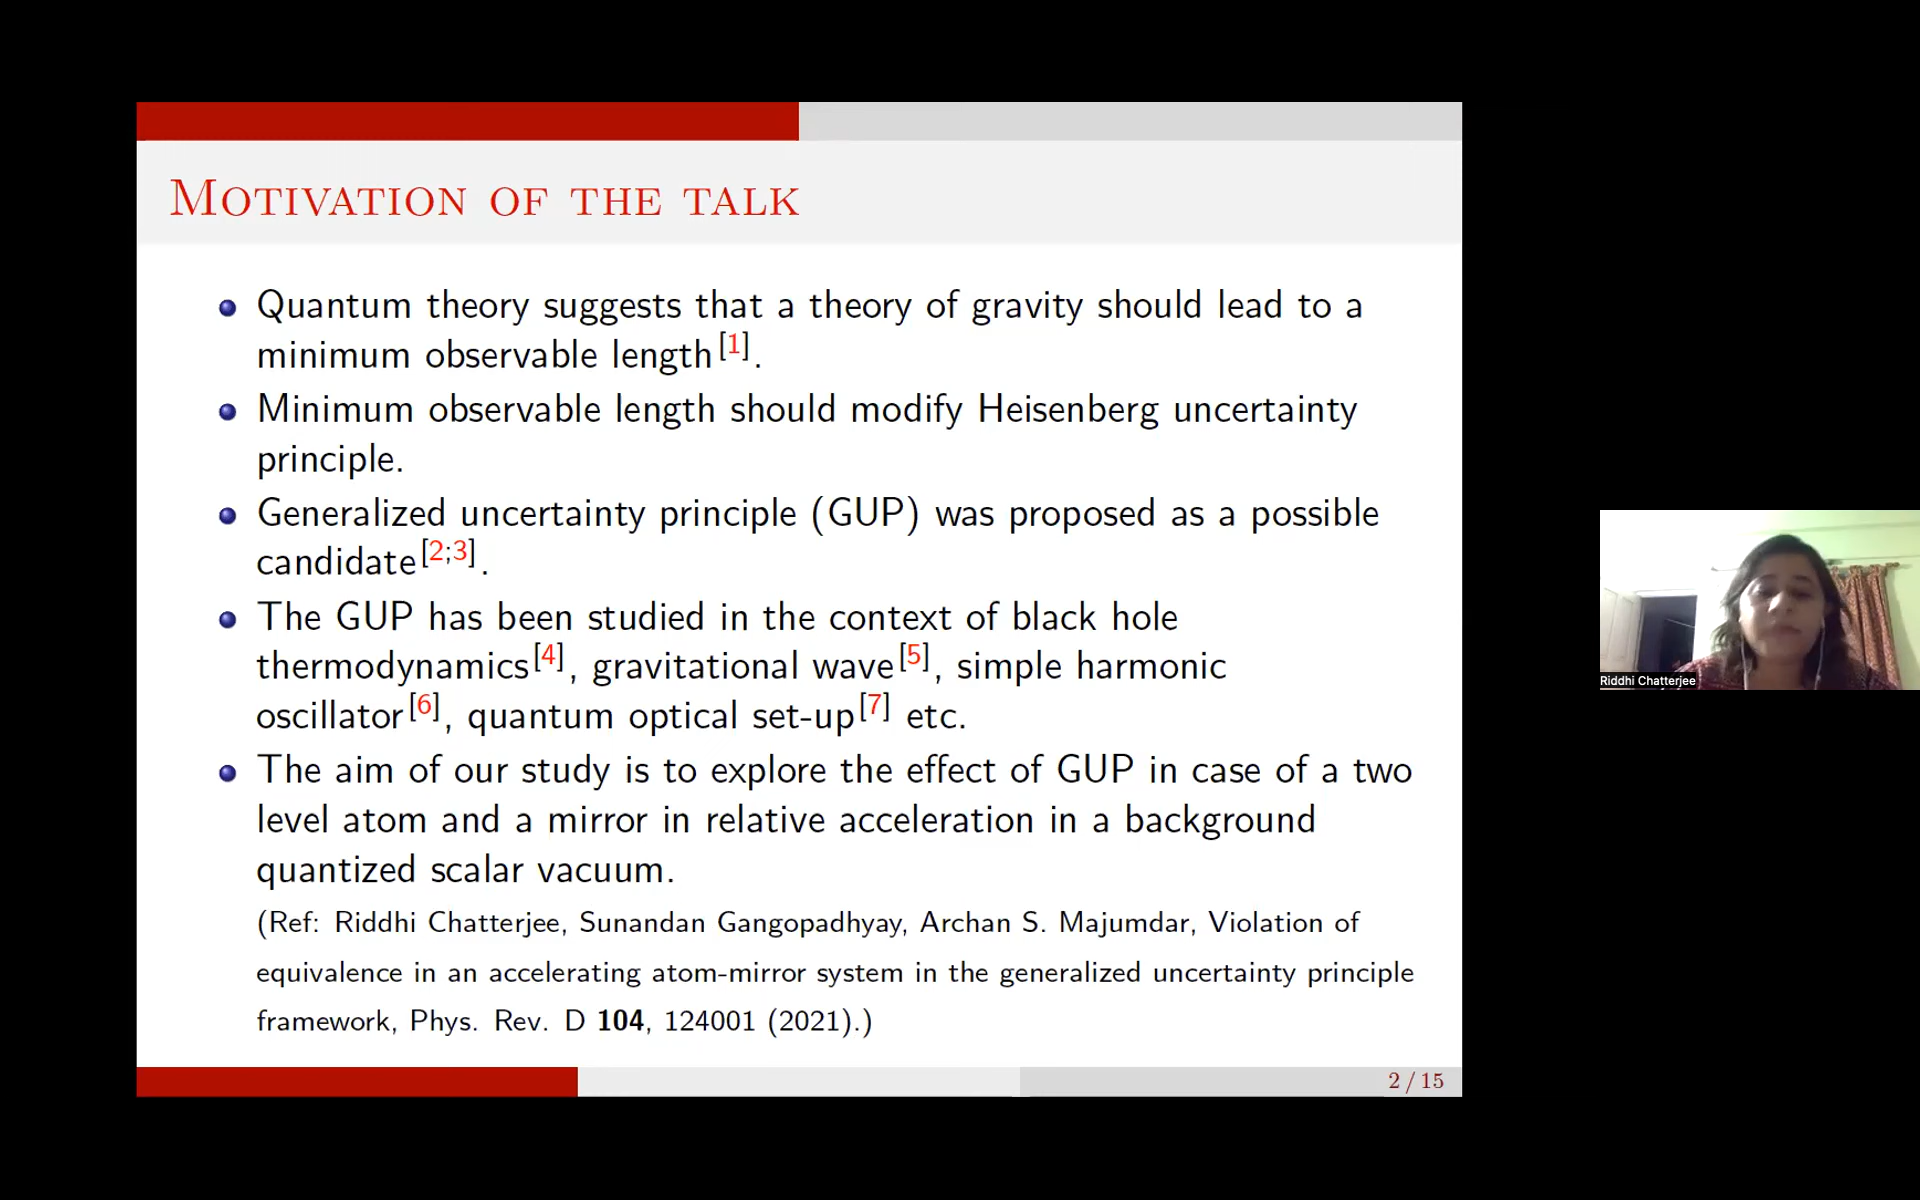 Motivation of the talk
Quantum theory suggests that a theory of gravity should lead to a
minimum observable length[1].
Minimum observable length should modify Heisenberg uncertainty
principle.
Generalized uncertainty principle (GUP) was proposed as a possible
candidate[2;3].
The GUP has been studied in the context of black hole
thermodynamics[4], gravitational wave[5], simple harmonic
oscillator[6], quantum optical set-up[7] etc.
The aim of our study is to explore the effect of GUP in case of a two
level atom and a mirror in relative acceleration in a background
quantized scalar vacuum.
(Ref: Riddhi Chatterjee, Sunandan Gangopadhyay, Archan S. Majumdar, Violation of
equivalence in an accelerating atom-mirror system in the generalized uncertainty principle
framework, Phys. Rev. D 104, 124001 (2021).)
2 / 15
Riddhi Chatterjee